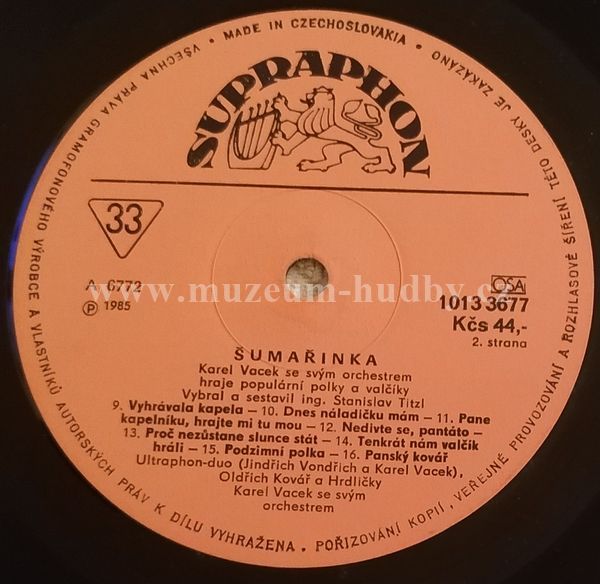 VŠECHNA PRÁVA GRAMOFONOVÉHO VÝROBCE A VLASTNÍKŮ AUTORSKÝCH PRÁV K DÍLU VYHRAŽENA. POŘIZOVÁNÍ KOPIÍ, VEŘEJNÉ PROVOZOVÁNÍ A ROZHLASOVÉ ŠÍŘENÍ TÉTO DESKY JE ZAKÁZÁNO
• MADE IN CZECHOSLOVAKIA •
SUPRAPHON
33
A 6772
℗ 1985
OSA
1013 3677
Kčs 44,-
2. strana
www.muzeum-hudby.cz
ŠUMAŘINKA
Karel Vacek se svým orchestrem
hraje populární polky a valčíky
Vybral a sestavil ing. Stanislav Titzl
9. Vyhrávala kapela – 10. Dnes náladičku mám – 11. Pane
kapelníku, hrajte mi tu mou – 12. Nedivte se, pantáto –
13. Proč nezůstane slunce stát – 14. Tenkrát nám valčík
hráli – 15. Podzimní polka – 16. Panský kovář
Ultraphon-duo (Jindřich Vondřich a Karel Vacek),
Oldřich Kovář a Hrdličky
Karel Vacek se svým
orchestrem